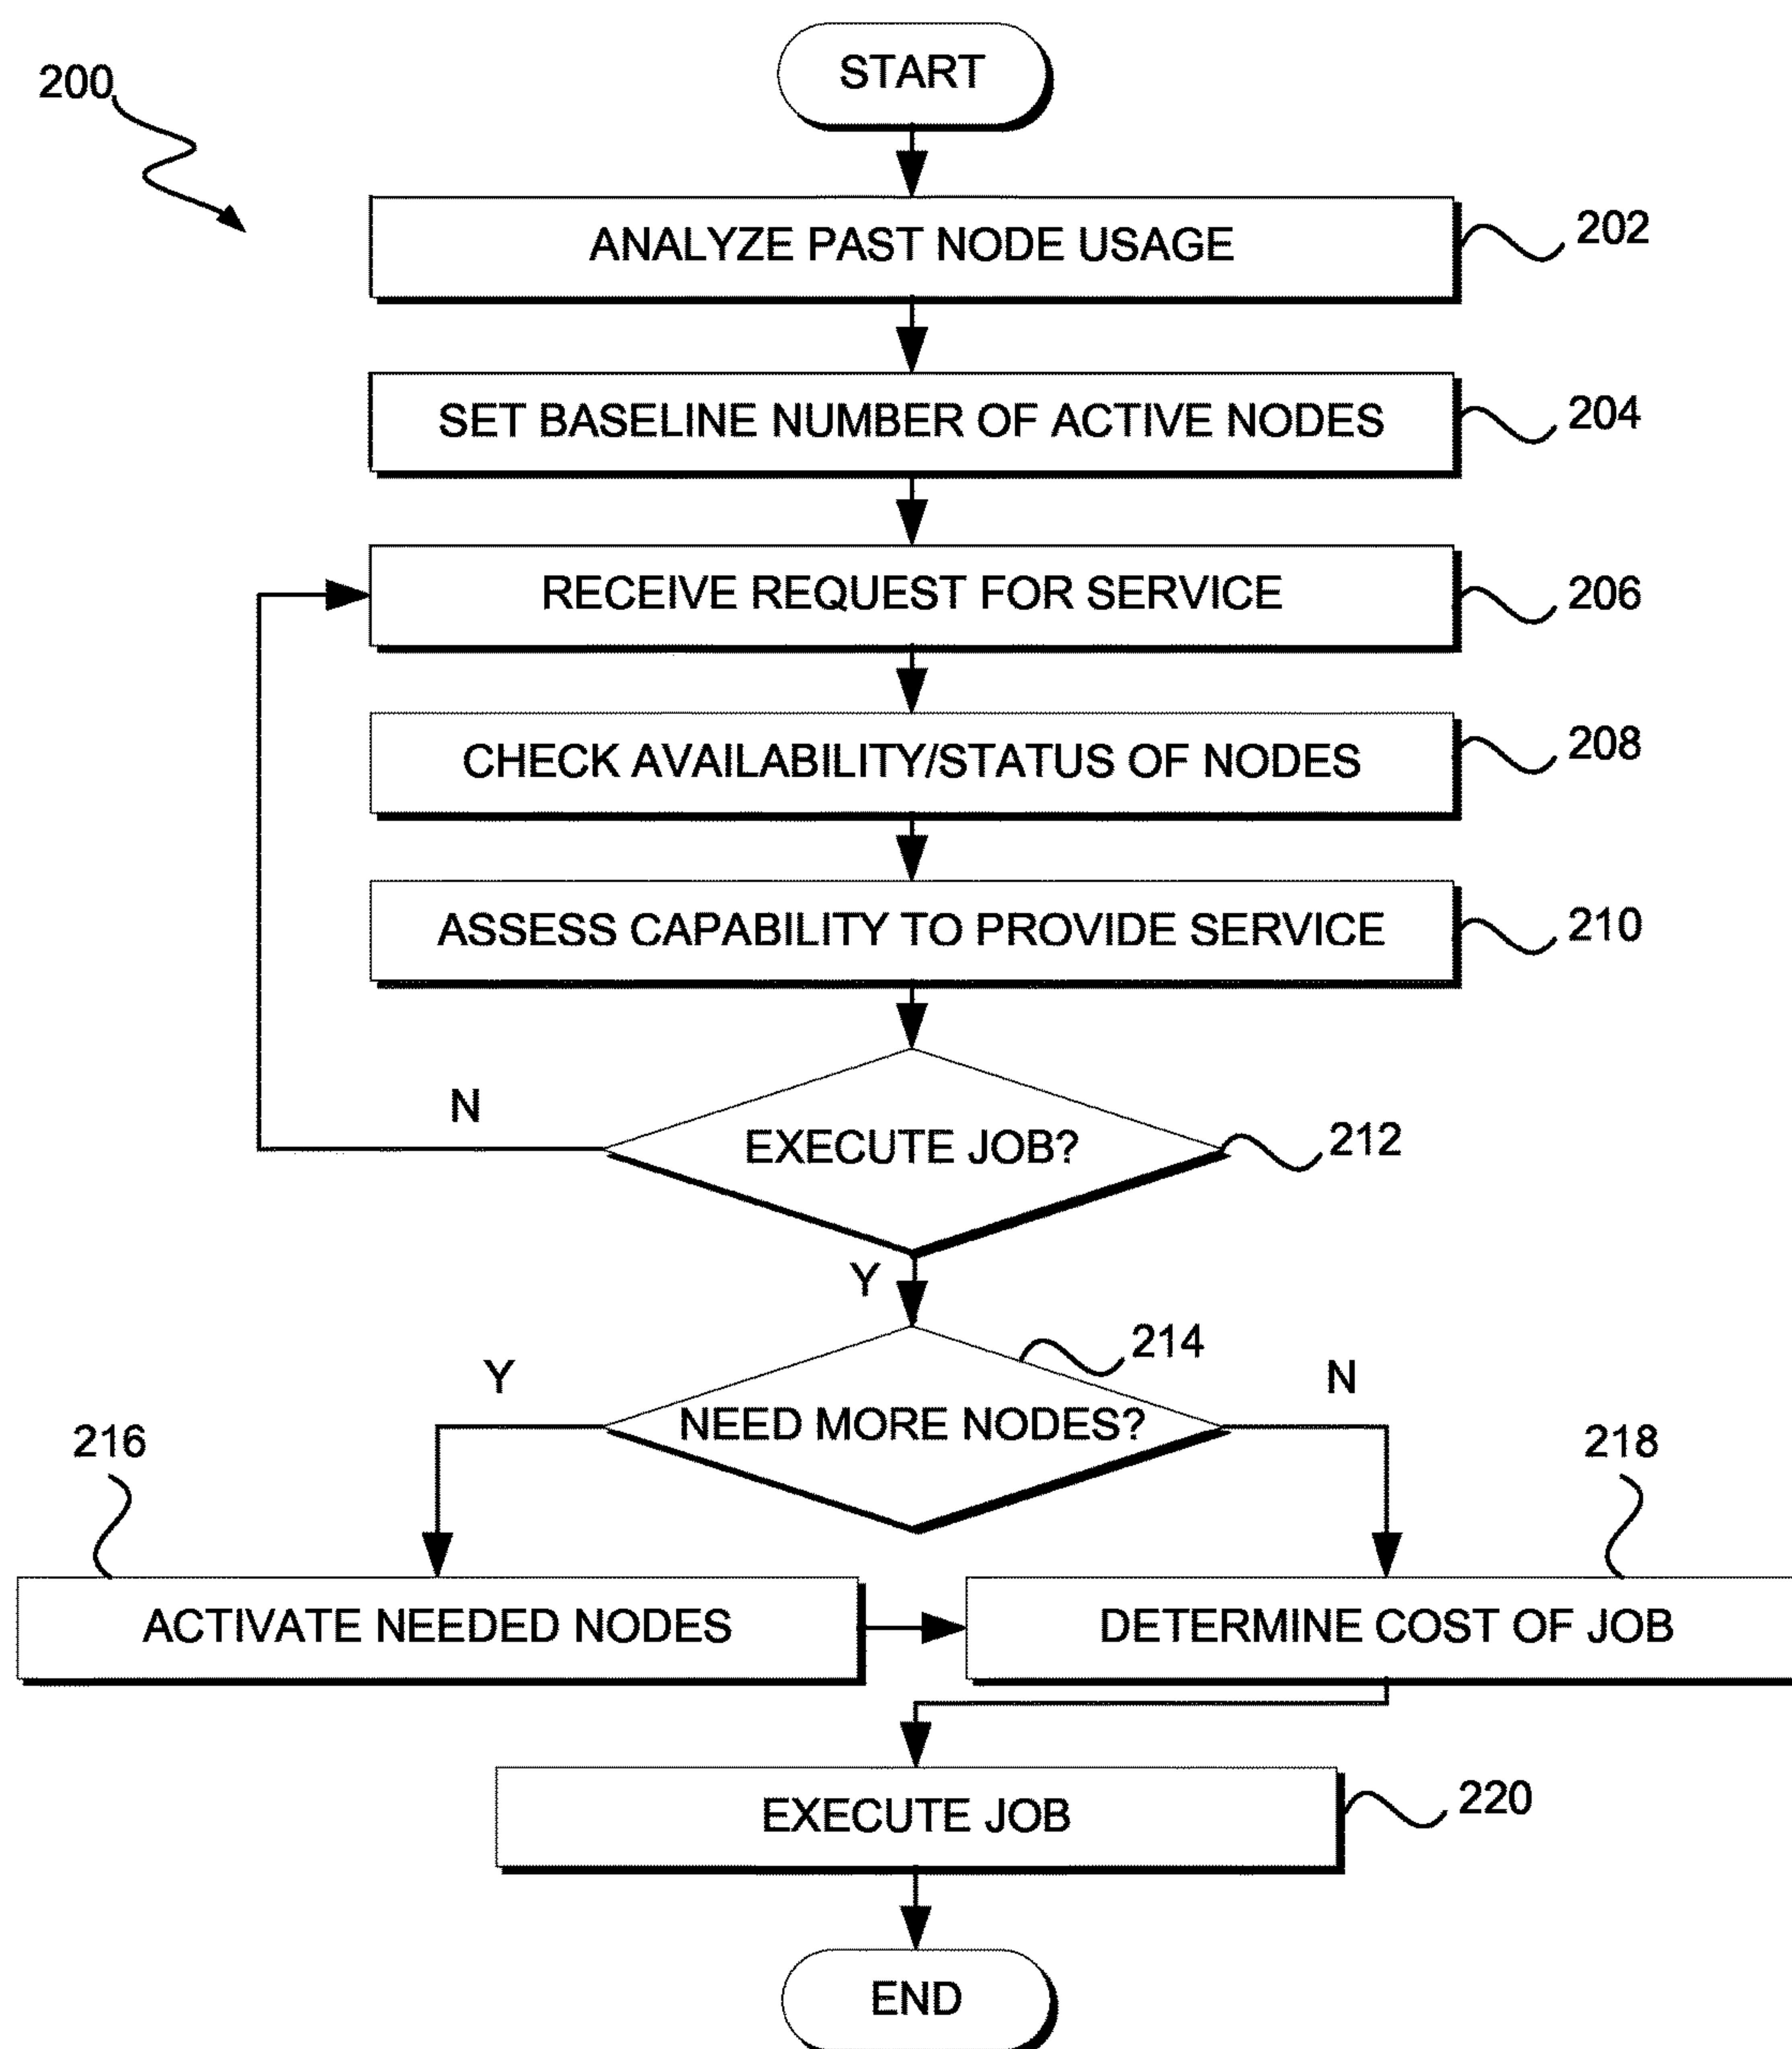 START
200
ANALYZE PAST NODE USAGE
202
SET BASELINE NUMBER OF ACTIVE NODES
204
RECEIVE REQUEST FOR SERVICE
206
CHECK AVAILABILITY/STATUS OF NODES
208
ASSESS CAPABILITY TO PROVIDE SERVICE
210
N
EXECUTE JOB?
212
Y
214
Y
N
NEED MORE NODES?
216
218
ACTIVATE NEEDED NODES
DETERMINE COST OF JOB
EXECUTE JOB
220
END